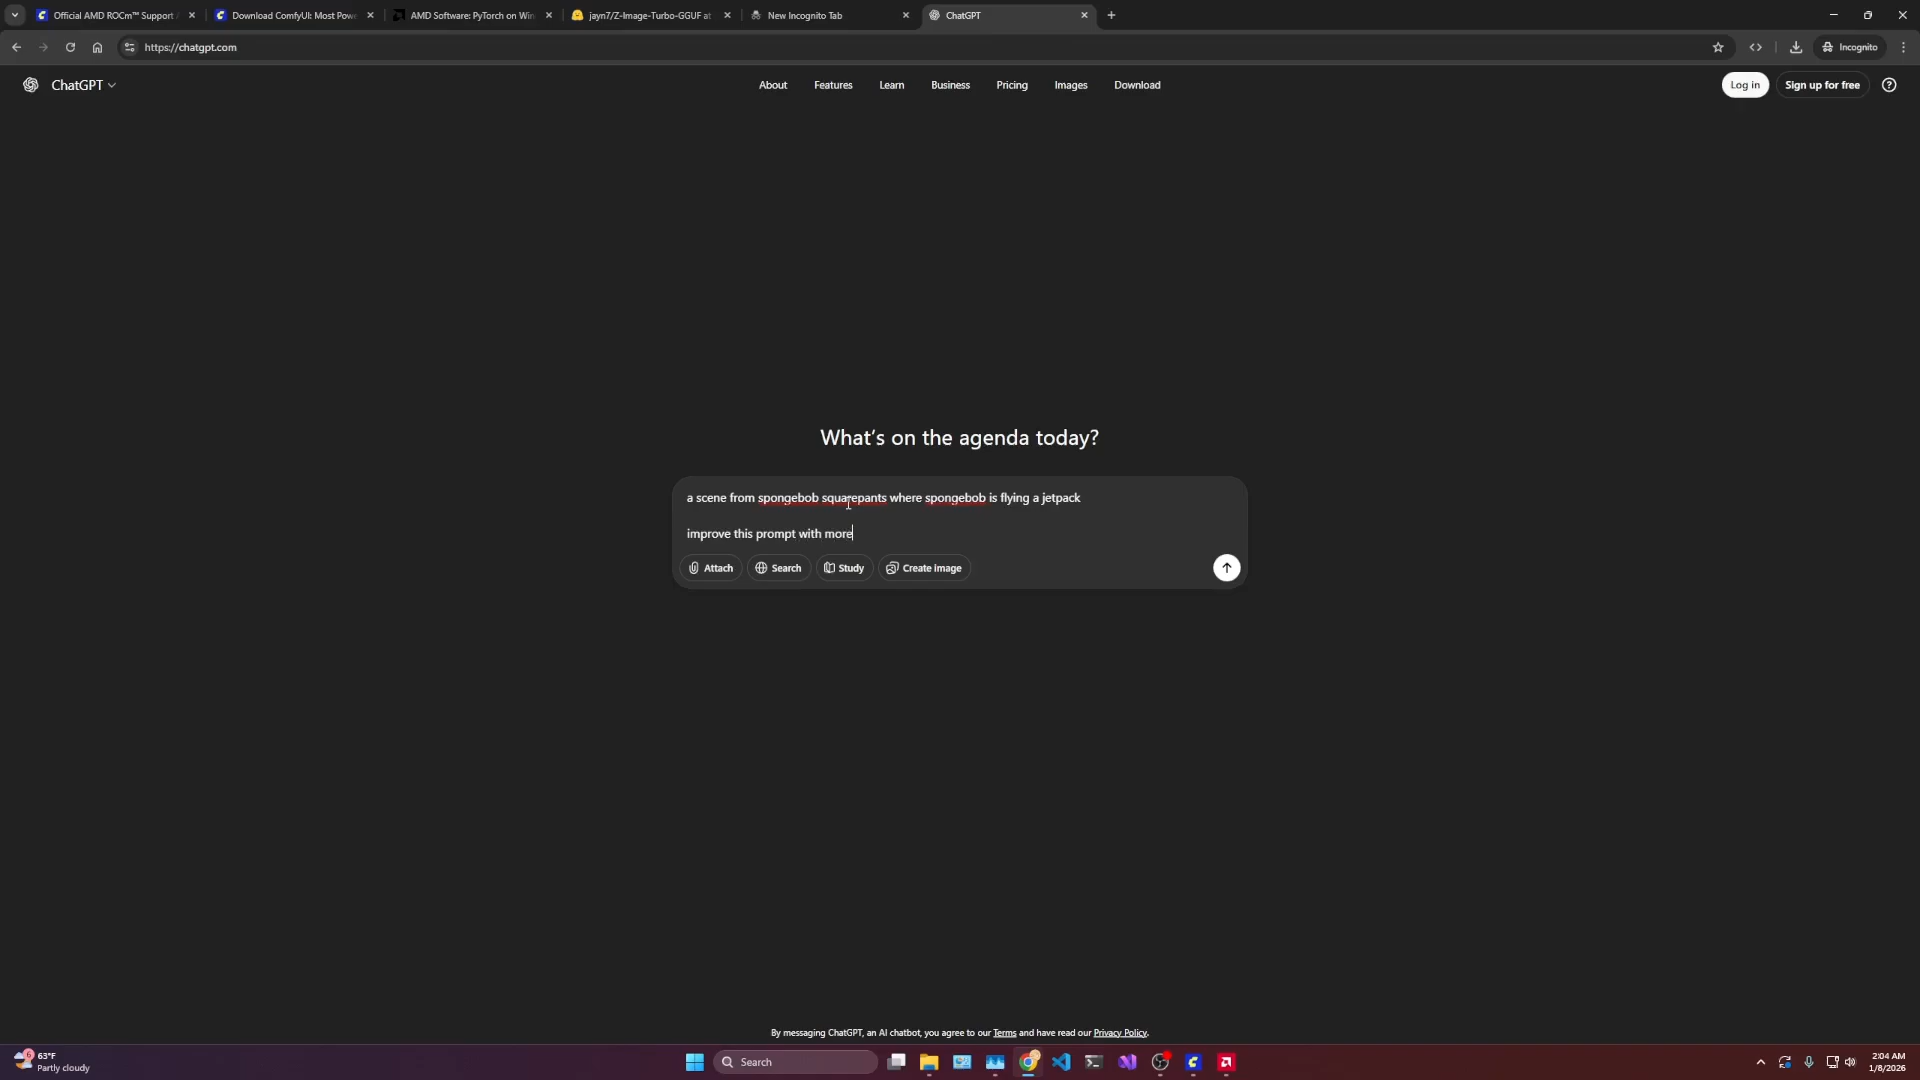 Official AMD ROCm™ Support
Download ComfyUI: Most Pow
AMD Software: PyTorch on Win
jayn7/Z-Image-Turbo-GGUF at
New Incognito Tab
ChatGPT
https://chatgpt.com
Incognito
ChatGPT
About
Features
Learn
Business
Pricing
Images
Download
Log in
Sign up for free
What's on the agenda today?
a scene from spongebob squarepants where spongebob is flying a jetpack
improve this prompt with more
Attach
Search
Study
Create image
By messaging ChatGPT, an AI chatbot, you agree to our Terms and have read our Privacy Policy.
63°F
Partly cloudy
Search
2:04 AM
1/8/2026